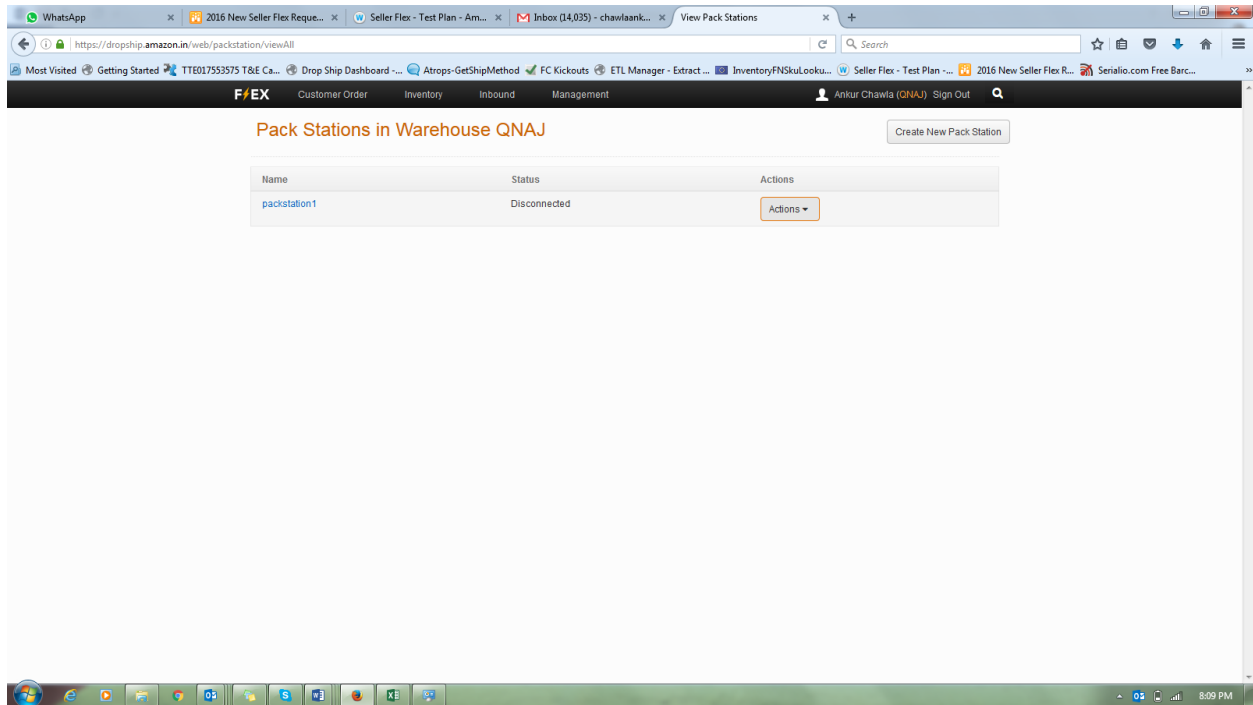 WhatsApp
2016 New Seller Flex Reque...
Seller Flex - Test Plan - Am...
Inbox (14,035) - chawlaank...
View Pack Stations
https://dropship.amazon.in/web/packstation/viewAll
Search
Most Visited Getting Started TTE017553575 T&E Ca... Drop Ship Dashboard -... Atrops-GetShipMethod FC Kickouts ETL Manager - Extract ... InventoryFNSkuLooku... Seller Flex - Test Plan -... 2016 New Seller Flex R... Serialio.com Free Barc...
FLEX Customer Order Inventory Inbound Management Ankur Chawla (QNAJ) Sign Out
Pack Stations in Warehouse QNAJ
Create New Pack Station
Name Status Actions
packstation1 Disconnected Actions
8:09 PM